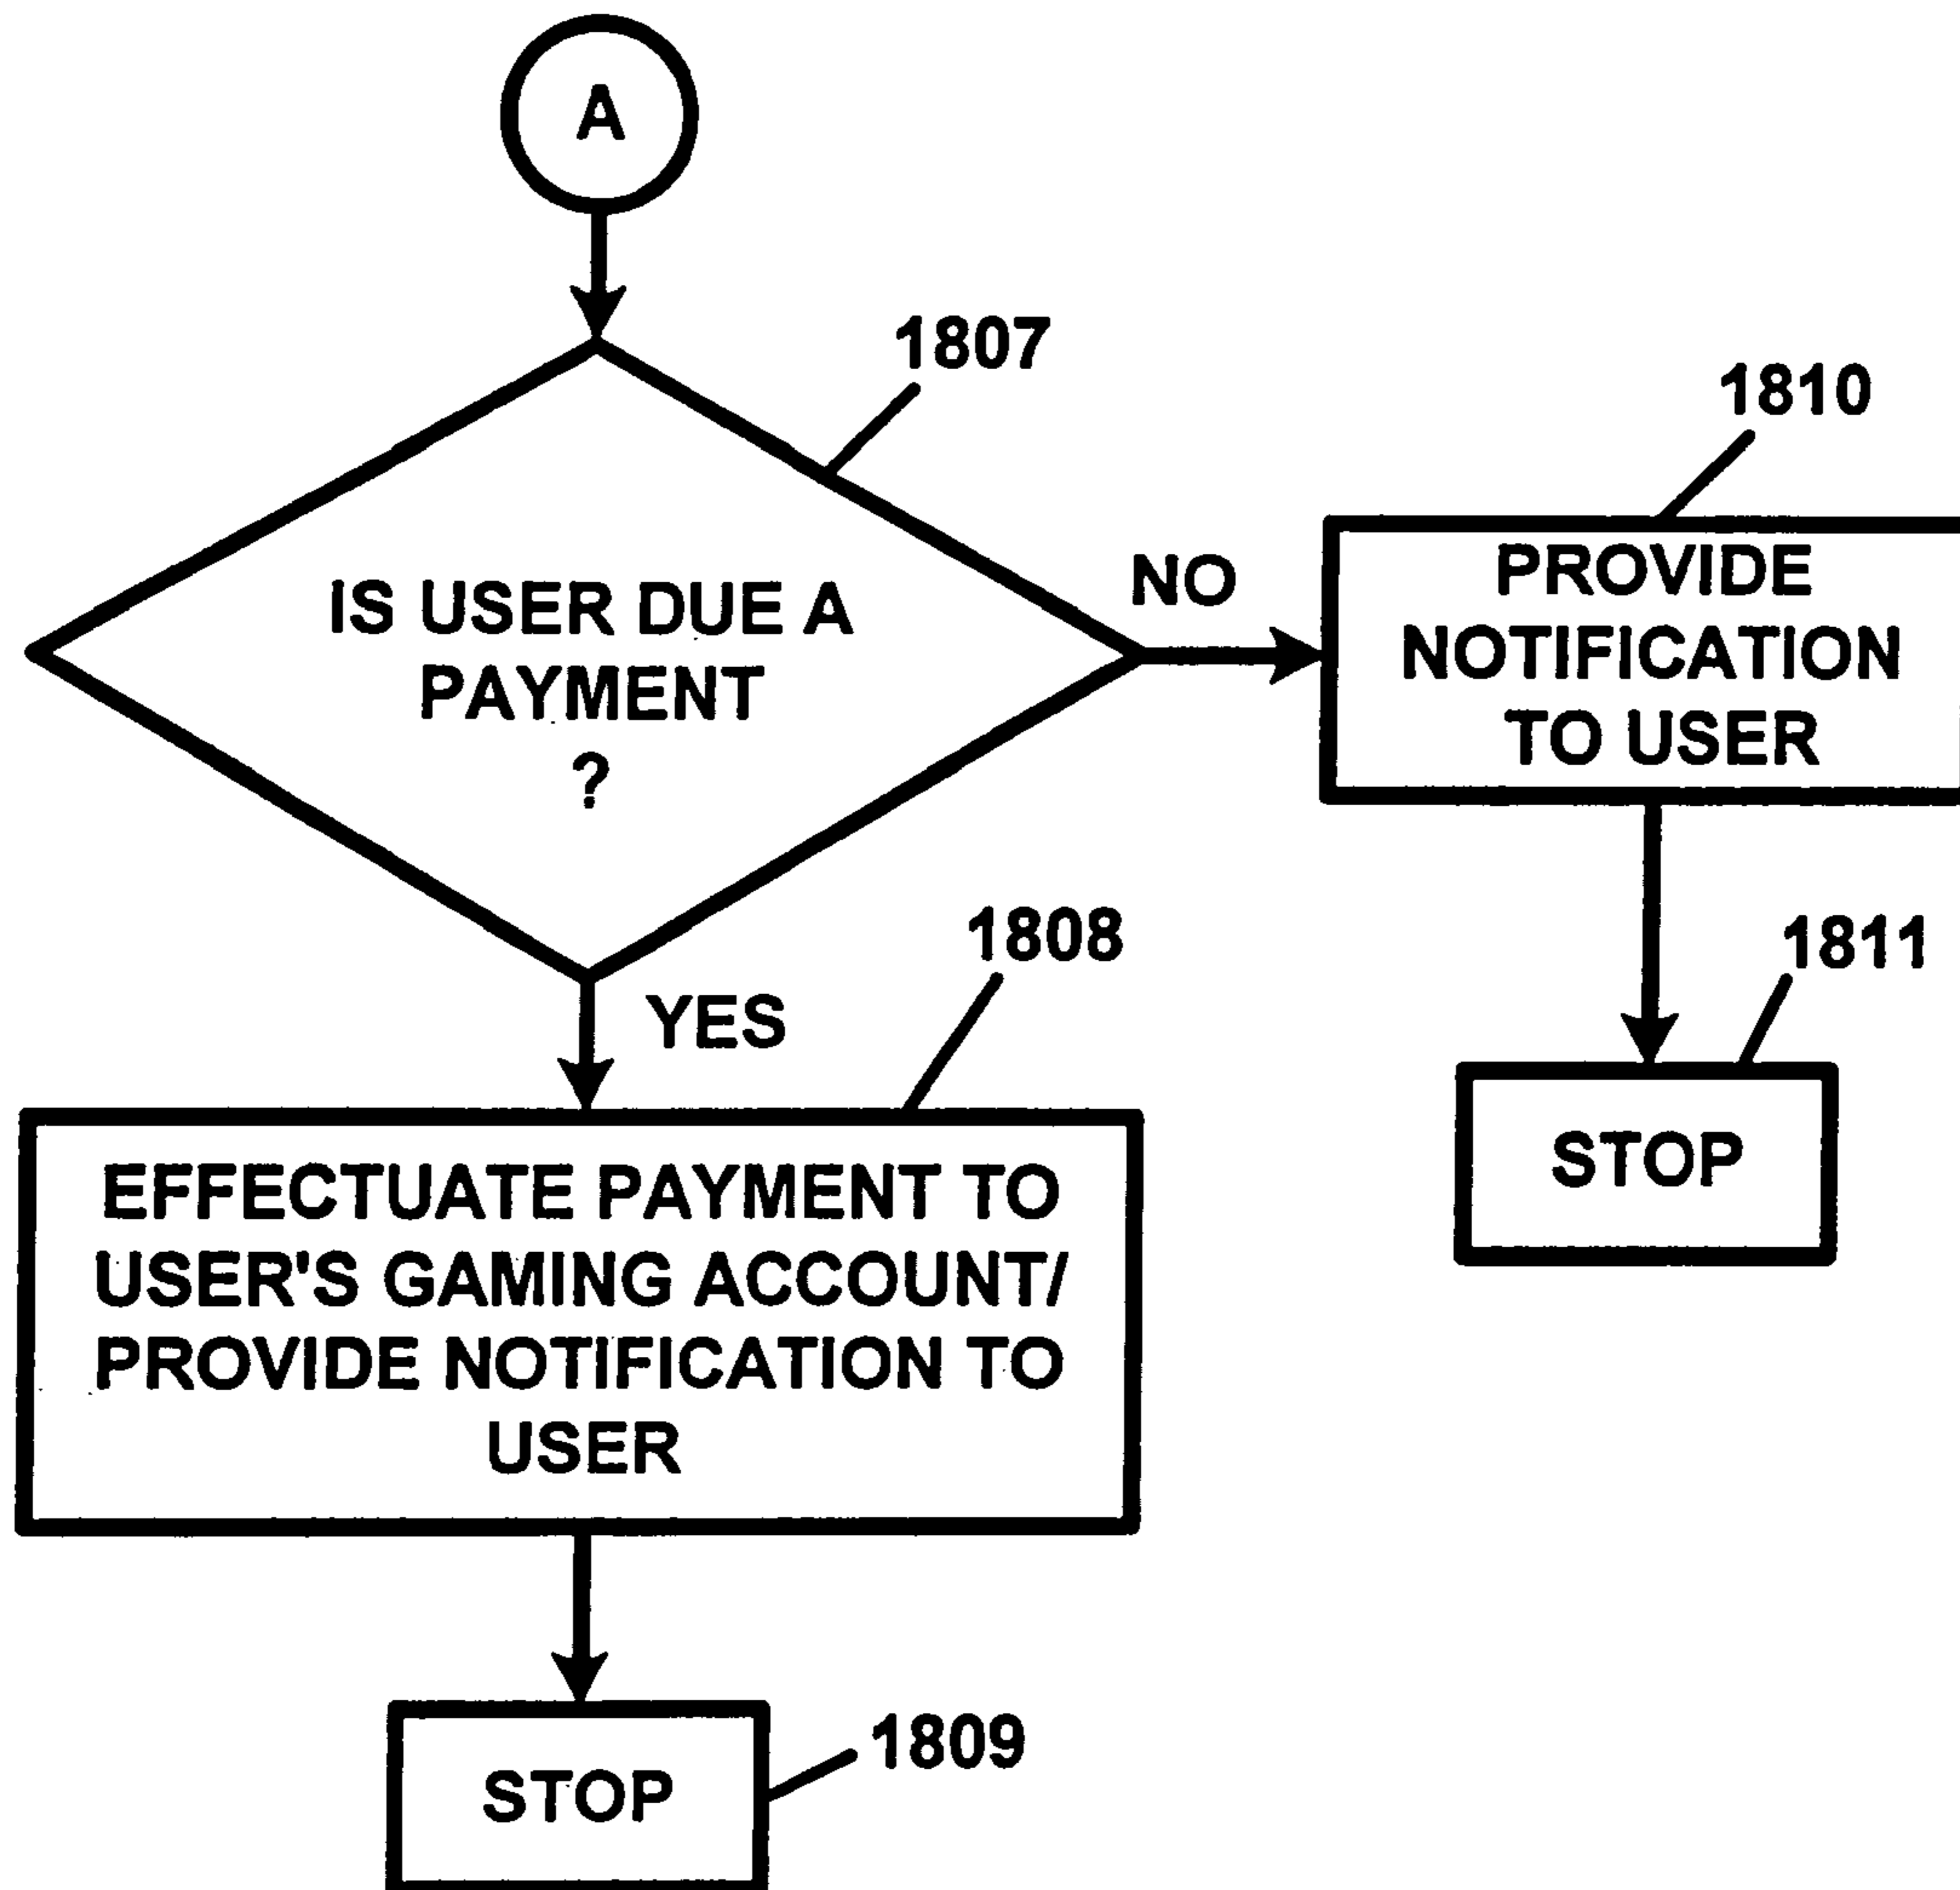 A
1807
1810
IS USER DUE A
PAYMENT
?
NO
PROVIDE
NOTIFICATION
TO USER
1808
1811
YES
STOP
EFFECTUATE PAYMENT TO
USER'S GAMING ACCOUNT/
PROVIDE NOTIFICATION TO
USER
1809
STOP